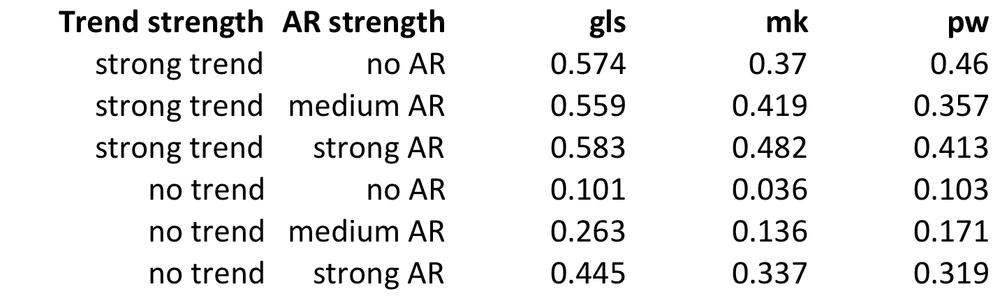 Trend strength AR strength gls mk pw
strong trend no AR 0.574 0.37 0.46
strong trend medium AR 0.559 0.419 0.357
strong trend strong AR 0.583 0.482 0.413
no trend no AR 0.101 0.036 0.103
no trend medium AR 0.263 0.136 0.171
no trend strong AR 0.445 0.337 0.319